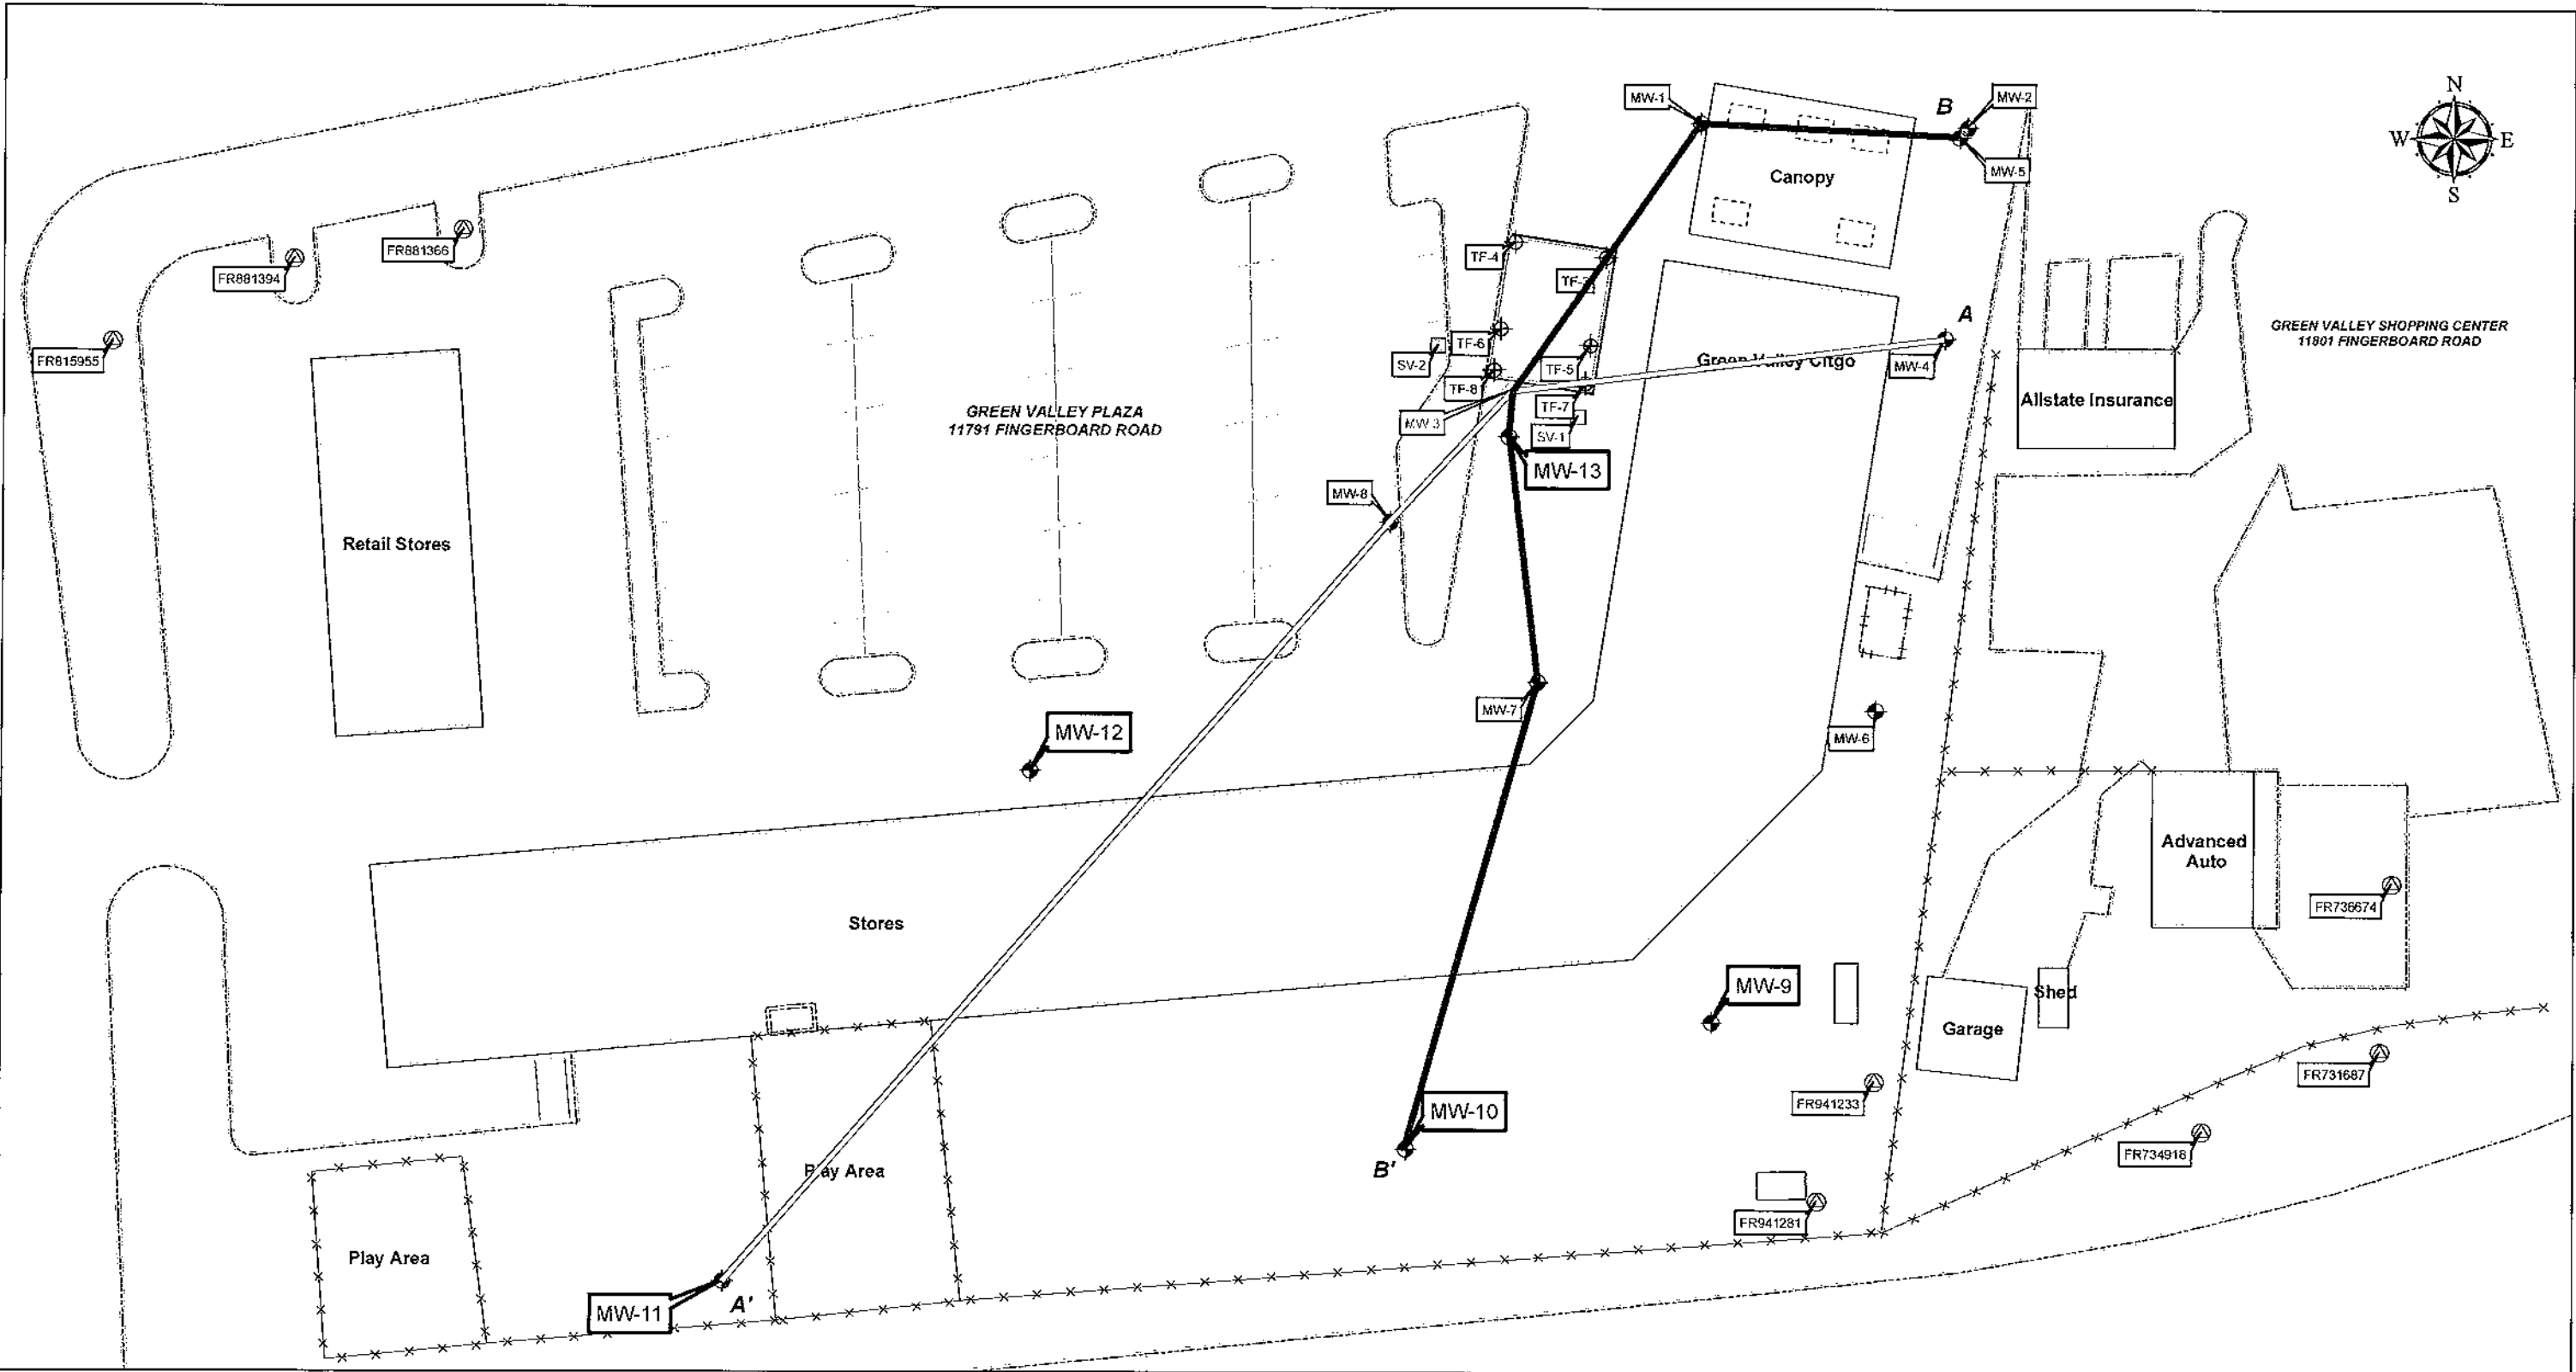 N
W
E
S
MW-1
B
MW-2
MW-5
Canopy
FR881366
FR881394
FR815955
TF-4
TF-6
SV-2
TF-5
TF-8
TF-7
MW 3
SV-1
MW-13
MW-8
Green Valley Citgo
A
MW-4
GREEN VALLEY SHOPPING CENTER
11801 FINGERBOARD ROAD
Allstate Insurance
GREEN VALLEY PLAZA
11791 FINGERBOARD ROAD
Retail Stores
MW-7
MW-6
MW-12
Advanced
Auto
FR736674
Stores
MW-9
Shed
Garage
FR731687
FR941233
FR734918
MW-10
B'
Play Area
FR941281
Play Area
MW-11
A'